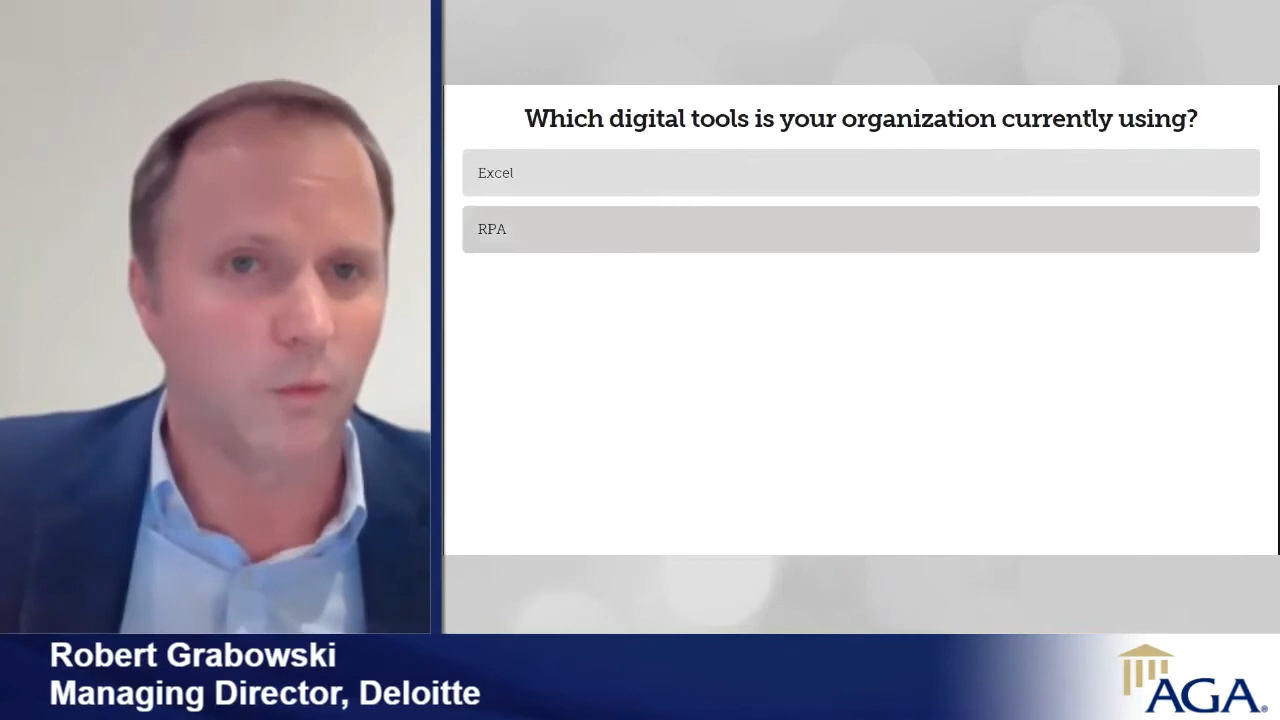 Which digital tools is your organization currently using?
Excel
RPA
Robert Grabowski
Managing Director, Deloitte
AGA®